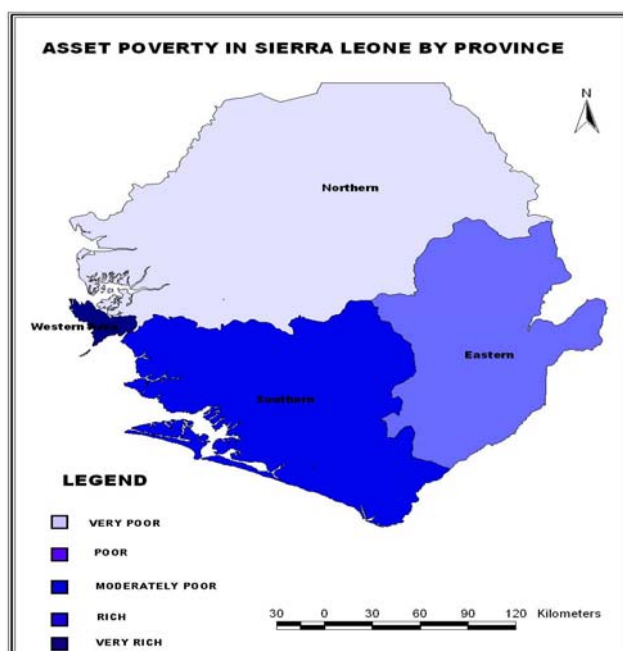 ASSET POVERTY IN SIERRA LEONE BY PROVINCE
N
Northern
Western Area
Eastern
Southern
LEGEND
VERY POOR
POOR
MODERATELY POOR
RICH
VERY RICH
30 0 30 60 90 120 Kilometers